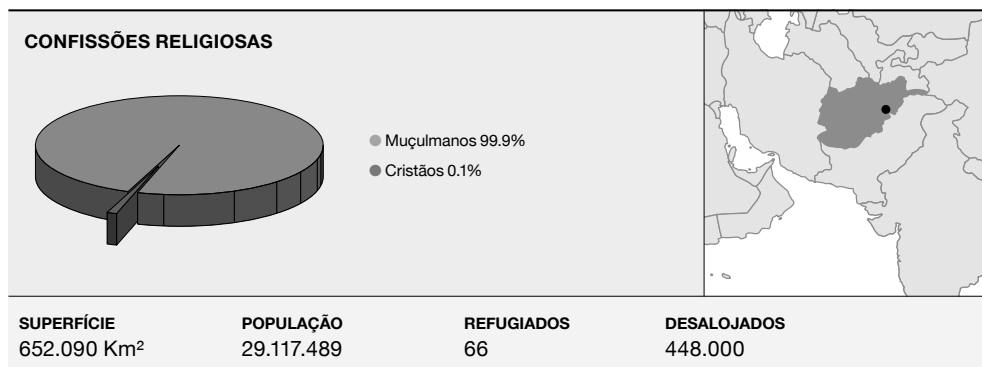 CONFISSÕES RELIGIOSAS
Muçulmanos 99.9%
Cristãos 0.1%
SUPERFÍCIE POPULAÇÃO REFUGIADOS DESALOJADOS
652.090 Km² 29.117.489 66 448.000